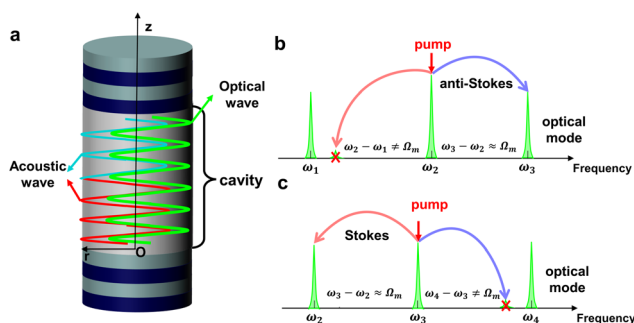 a
z
Optical
wave
Acoustic
wave
cavity
r
O
b
pump
anti-Stokes
optical
mode
ω₂ − ω₁ ≠ Ωₘ
ω₃ − ω₂ ≈ Ωₘ
ω₁
ω₂
ω₃
Frequency
c
pump
Stokes
optical
mode
ω₃ − ω₂ ≈ Ωₘ
ω₄ − ω₃ ≠ Ωₘ
ω₂
ω₃
ω₄
Frequency